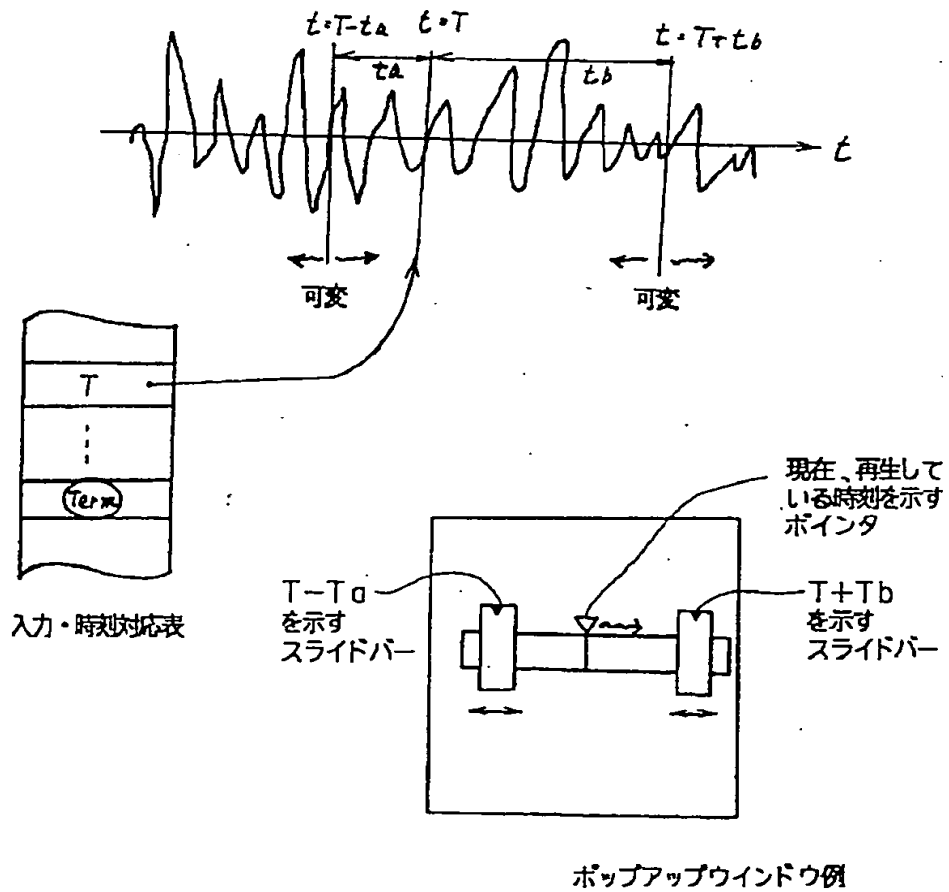 t=T-ta
t=T
t=T+tb
ta
tb
t
可変
可変
T
Term
入力・時刻対応表
現在、再生して
いる時刻を示す
ポインタ
T-Ta
を示す
スライドバー
T+Tb
を示す
スライドバー
ポップアップウインドウ例